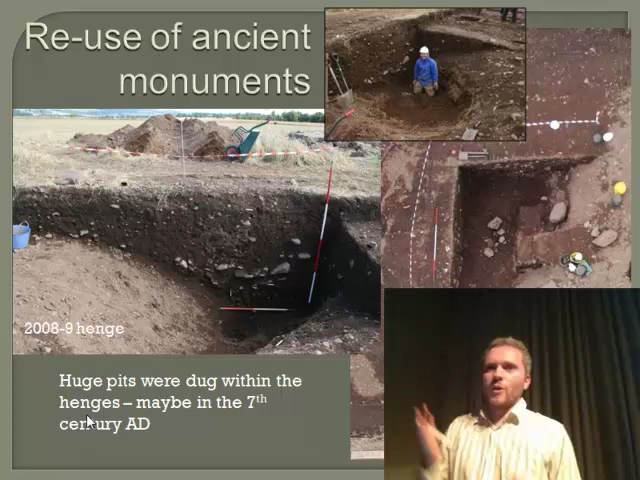 Re-use of ancient
monuments
2008-9 henge
Huge pits were dug within the
henges – maybe in the 7th
century AD